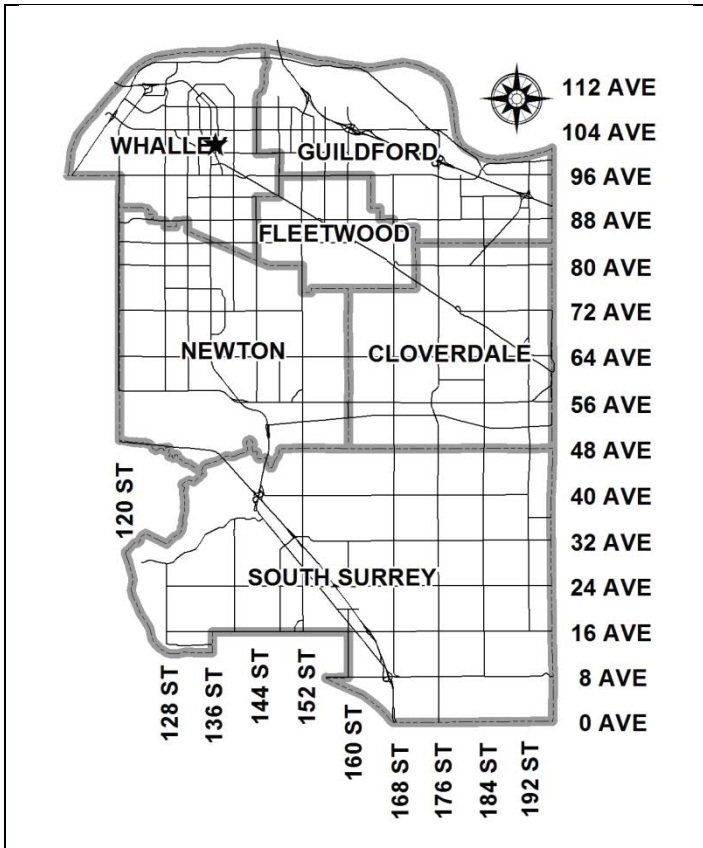 112 AVE
104 AVE
WHALLEY
GUILDFORD
96 AVE
88 AVE
FLEETWOOD
80 AVE
72 AVE
NEWTON
CLOVERDALE
64 AVE
56 AVE
48 AVE
120 ST
40 AVE
32 AVE
SOUTH SURREY
24 AVE
16 AVE
128 ST
136 ST
144 ST
152 ST
160 ST
8 AVE
0 AVE
168 ST
176 ST
184 ST
192 ST